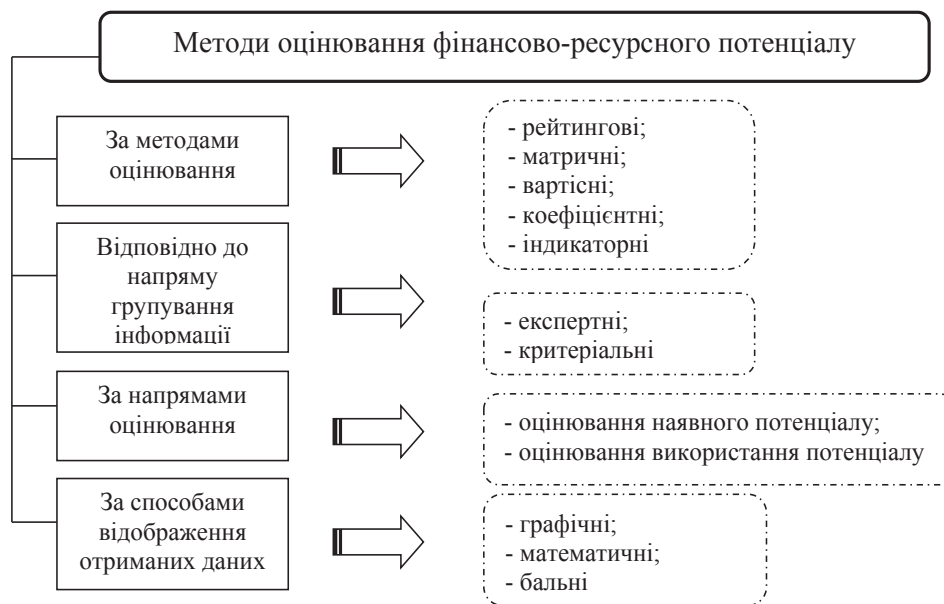 Методи оцінювання фінансово-ресурсного потенціалу
За методами
оцінювання
- рейтингові;
- матричні;
- вартісні;
- коефіцієнтні;
- індикаторні
Відповідно до
напряму
групування
інформації
- експертні;
- критеріальні
За напрямами
оцінювання
- оцінювання наявного потенціалу;
- оцінювання використання потенціалу
За способами
відображення
отриманих даних
- графічні;
- математичні;
- бальні